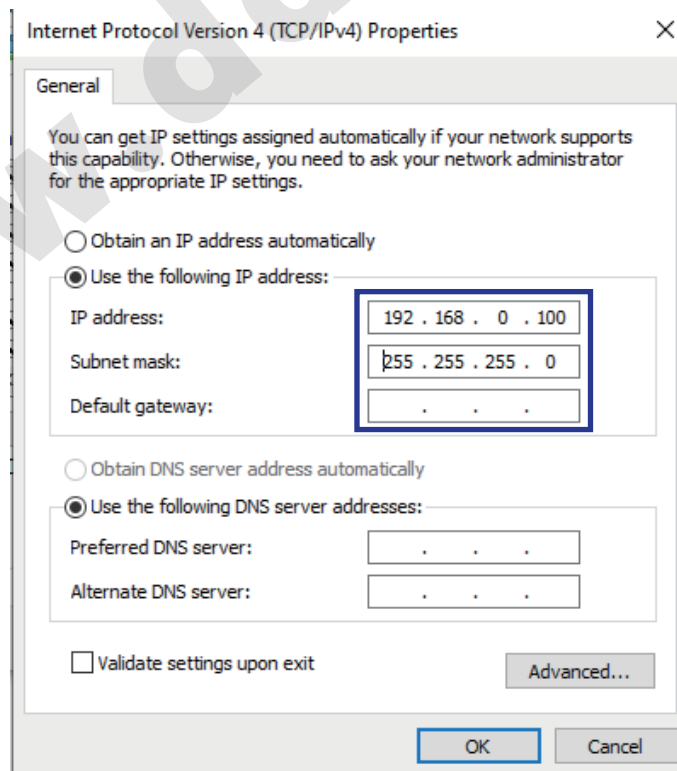 Internet Protocol Version 4 (TCP/IPv4) Properties
General
You can get IP settings assigned automatically if your network supports
this capability. Otherwise, you need to ask your network administrator
for the appropriate IP settings.
Obtain an IP address automatically
Use the following IP address:
IP address: 192 . 168 . 0 . 100
Subnet mask: 255 . 255 . 255 . 0
Default gateway: . . .
Obtain DNS server address automatically
Use the following DNS server addresses:
Preferred DNS server: . . .
Alternate DNS server: . . .
Validate settings upon exit
Advanced...
OK Cancel